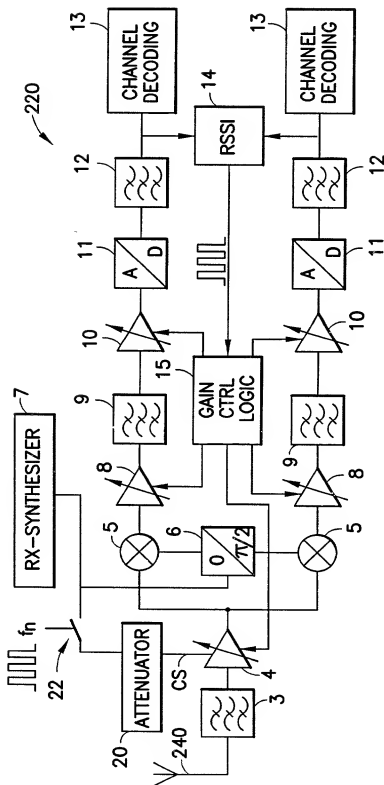 220
13
CHANNEL
DECODING
12
11
A
D
10
9
8
5
RX-SYNTHESIZER
7
14
RSSI
15
GAIN
CTRL
LOGIC
6
0
π/2
fn
22
ATTENUATOR
20
CS
4
3
240
5
8
9
10
A
D
11
12
CHANNEL
DECODING
13